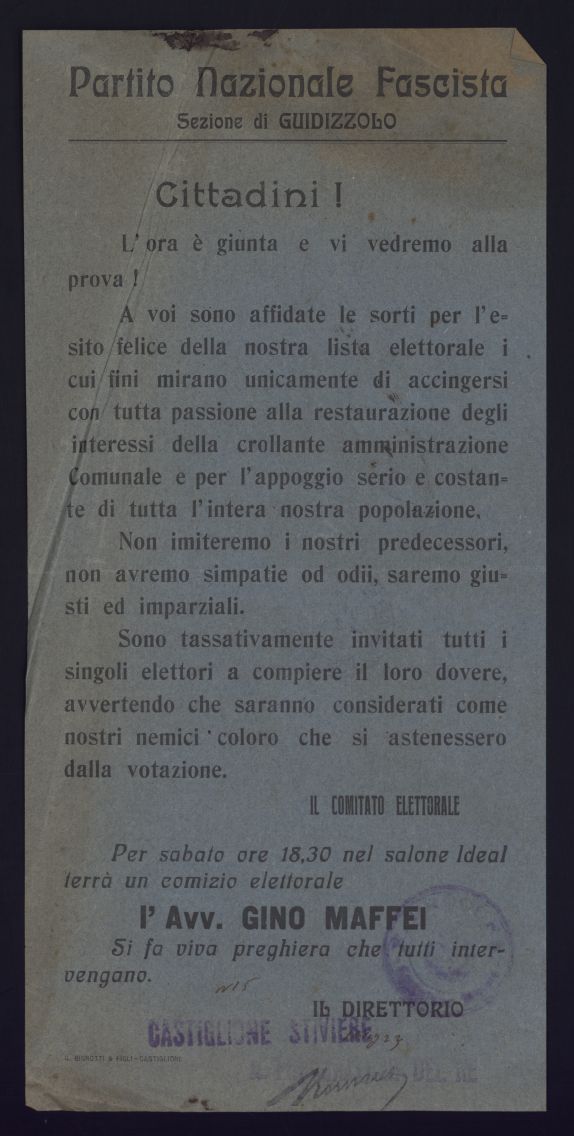 Partito Nazionale Fascista
Sezione di GUIDIZZOLO
Cittadini !
L'ora è giunta e vi vedremo alla
prova !
A voi sono affidate le sorti per l'e=
sito felice della nostra lista elettorale i
cui fini mirano unicamente di accingersi
con tutta passione alla restaurazione degli
interessi della crollante amministrazione
Comunale e per l'appoggio serio e costan=
te di tutta l'intera nostra popolazione.
Non imiteremo i nostri predecessori,
non avremo simpatie od odii, saremo giu=
sti ed imparziali.
Sono tassativamente invitati tutti i
singoli elettori a compiere il loro dovere,
avvertendo che saranno considerati come
nostri nemici coloro che si astenessero
dalla votazione.
IL COMITATO ELETTORALE
Per sabato ore 18,30 nel salone Ideal
terrà un comizio elettorale
l' Avv. GINO MAFFEI
Si fa viva preghiera che tutti inter-
vengano.
IL DIRETTORIO
CASTIGLIONE STIVIERE
G. BIGNOTTI & FIGLI - CASTIGLIONE
DEL RE